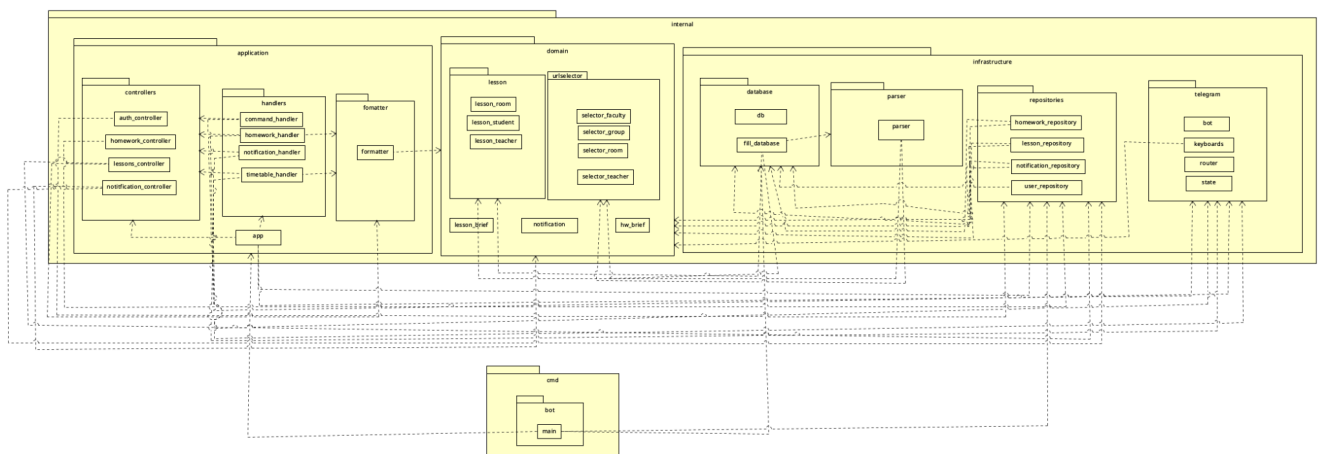 internal
application
controllers
auth_controller
homework_controller
lessons_controller
notification_controller
handlers
command_handler
homework_handler
notification_handler
timetable_handler
fomatter
formatter
app
domain
lesson
lesson_room
lesson_student
lesson_teacher
urlselector
selector_faculty
selector_group
selector_room
selector_teacher
lesson_brief
notification
hw_brief
infrastructure
database
db
fill_database
parser
parser
repositories
homework_repository
lesson_repository
notification_repository
user_repository
telegram
bot
keyboards
router
state
cmd
bot
main